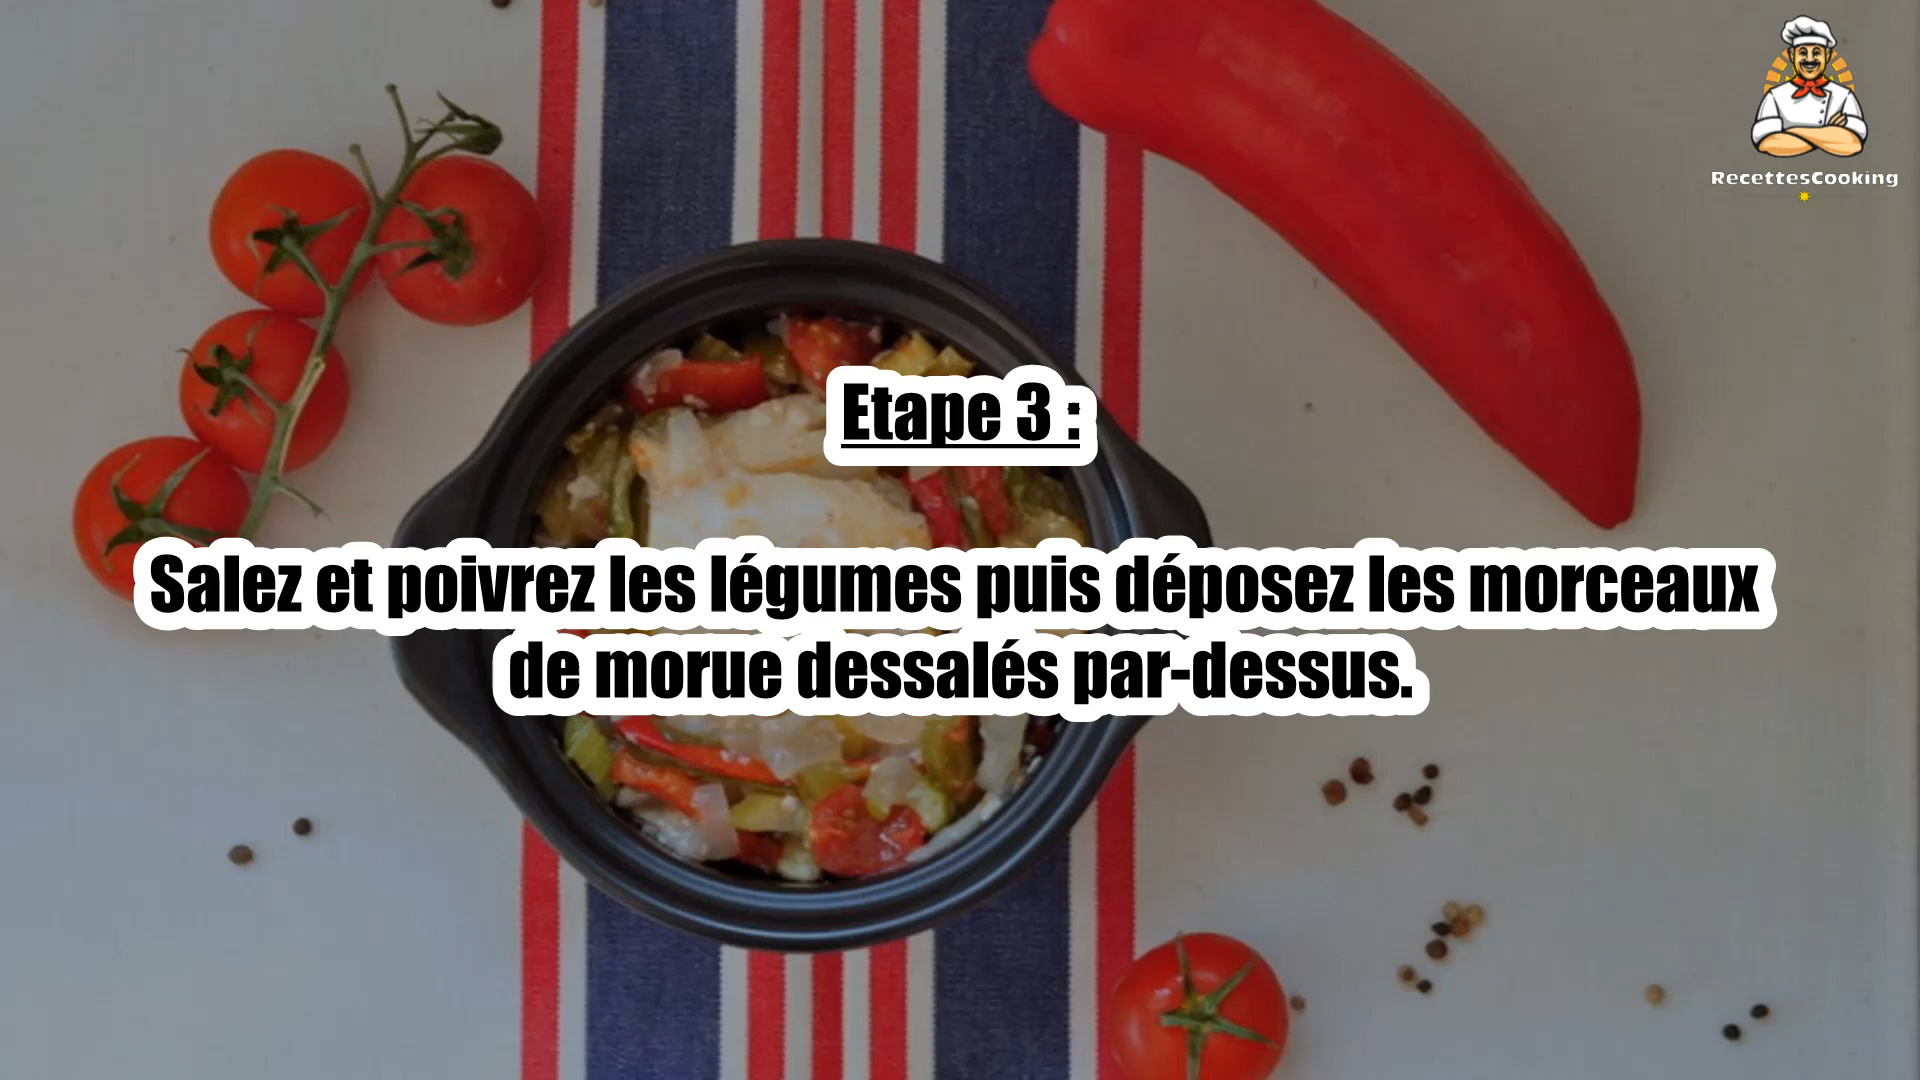 RecettesCooking
Etape 3 :
Salez et poivrez les légumes puis déposez les morceaux
de morue dessalés par-dessus.